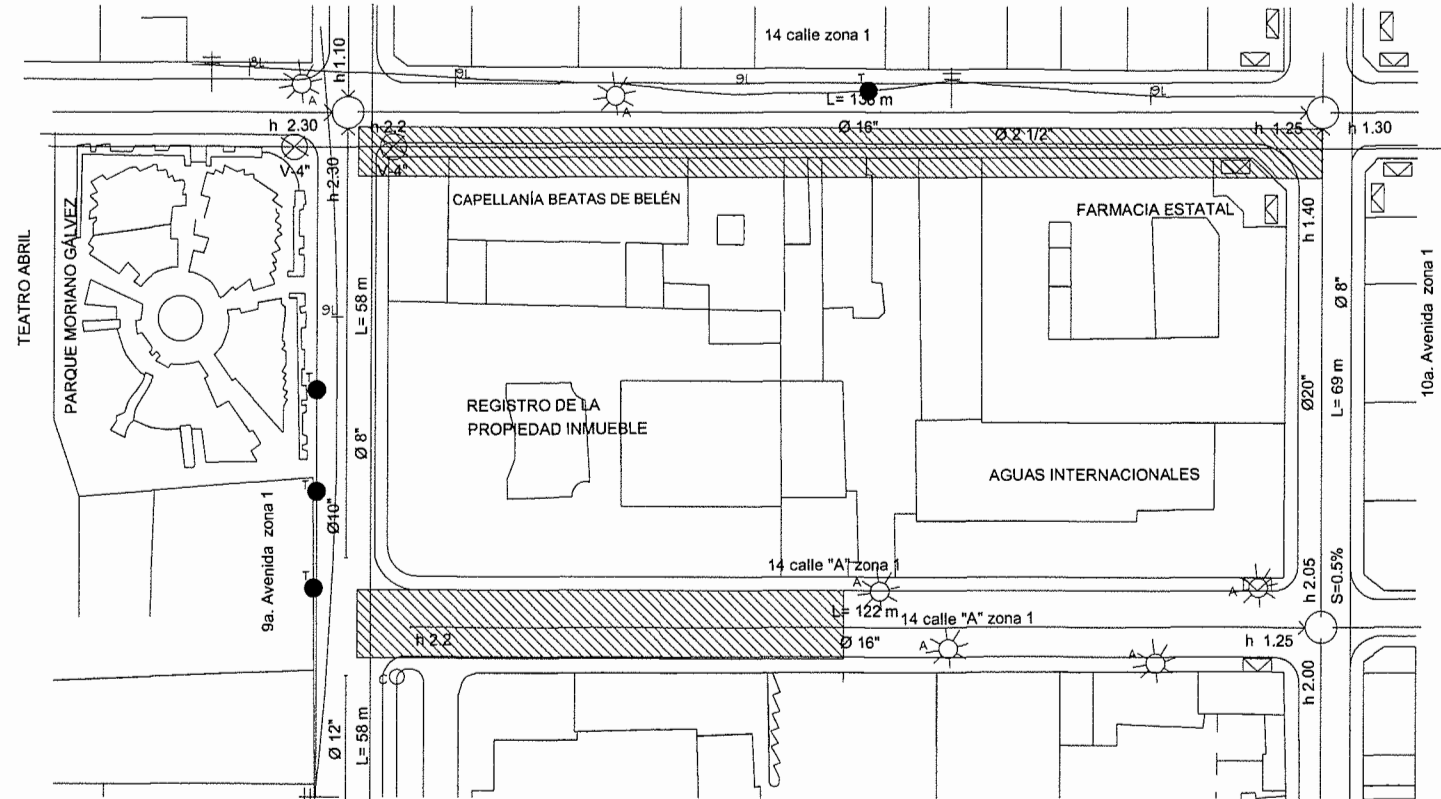 14 calle zona 1
h 1.10
A
A
T
L= 138 m
h 2.30
h 2.2
Ø 16"
Ø 2 1/2"
h 1.25
h 1.30
V-4"
V-4"
h 2.30
CAPELLANÍA BEATAS DE BELÉN
FARMACIA ESTATAL
h 1.40
TEATRO ABRIL
PARQUE MORIANO GÁLVEZ
L= 58 m
Ø 8"
10a. Avenida zona 1
T
REGISTRO DE LA
PROPIEDAD INMUEBLE
Ø20"
L= 69 m
Ø 8"
AGUAS INTERNACIONALES
T
Ø10"
9a. Avenida zona 1
T
14 calle "A" zona 1
A
A
h 2.05
S=0.5%
L= 122 m
14 calle "A" zona 1
h 2.2
Ø 16"
A
A
h 1.25
h 2.00
C
Ø 12"
L= 58 m